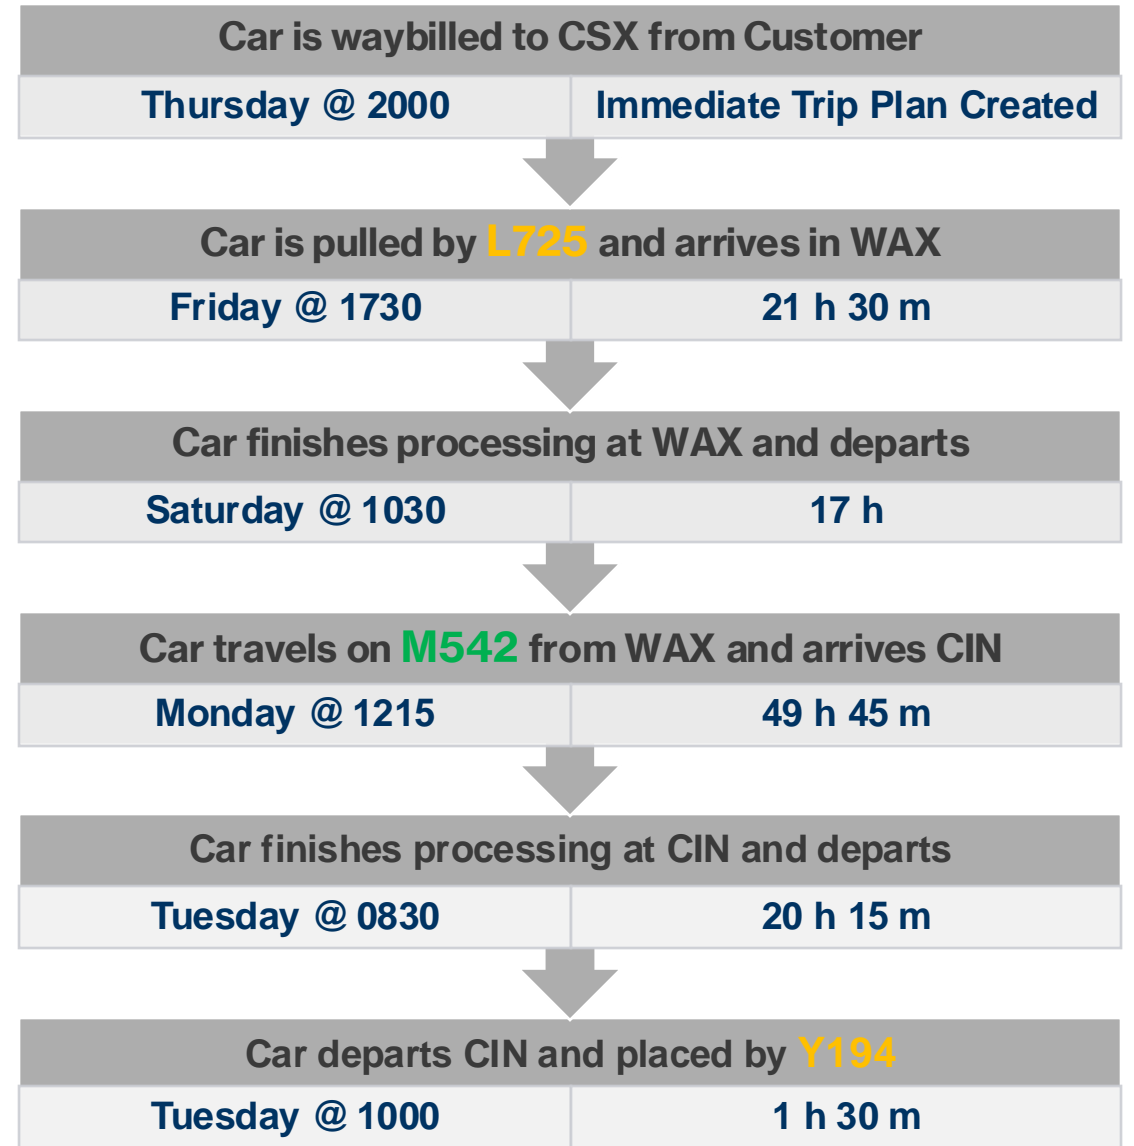 Car is waybilled to CSX from Customer
Thursday @ 2000 Immediate Trip Plan Created
Car is pulled by L725 and arrives in WAX
Friday @ 1730 21 h 30 m
Car finishes processing at WAX and departs
Saturday @ 1030 17 h
Car travels on M542 from WAX and arrives CIN
Monday @ 1215 49 h 45 m
Car finishes processing at CIN and departs
Tuesday @ 0830 20 h 15 m
Car departs CIN and placed by Y194
Tuesday @ 1000 1 h 30 m